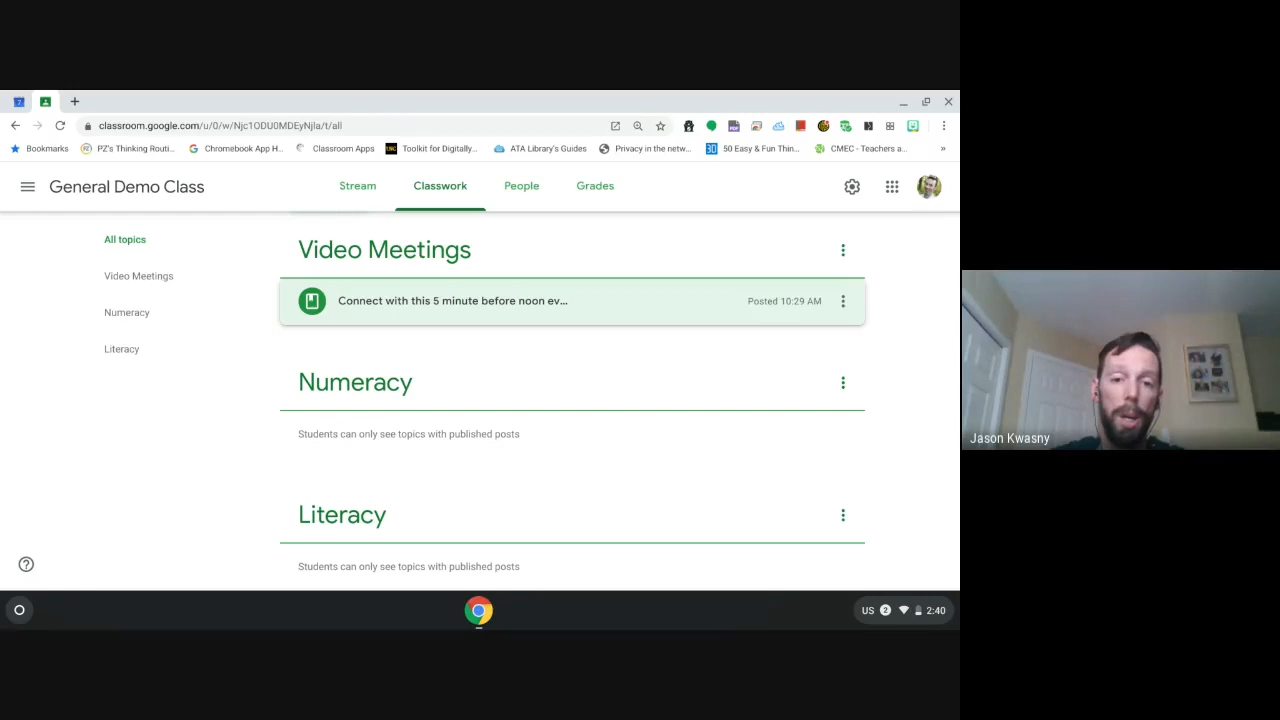 classroom.google.com/u/0/w/Njc1ODU0MDEyNjla/t/all
Bookmarks PZ's Thinking Routi... Chromebook App H... Classroom Apps Toolkit for Digitally... ATA Library's Guides Privacy in the netw... 50 Easy & Fun Thin... CMEC - Teachers a... »
General Demo Class Stream Classwork People Grades
All topics
Video Meetings
Numeracy
Literacy
Video Meetings
Connect with this 5 minute before noon ev... Posted 10:29 AM
Numeracy
Students can only see topics with published posts
Literacy
Students can only see topics with published posts
US 2 2:40
Jason Kwasny